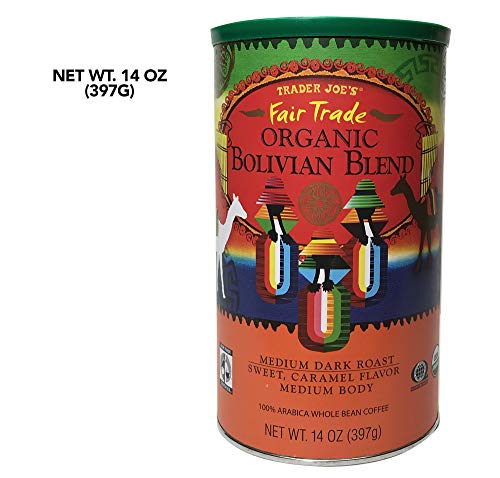 NET WT. 14 OZ
(397G)
TRADER JOE'S®
Fair Trade
ORGANIC
BOLIVIAN BLEND
MEDIUM DARK ROAST
SWEET, CARAMEL FLAVOR
MEDIUM BODY
100% ARABICA WHOLE BEAN COFFEE
NET WT. 14 OZ (397g)